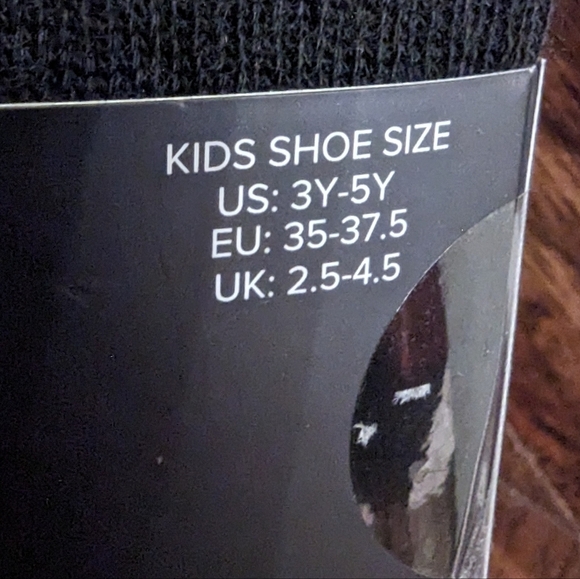 KIDS SHOE SIZE
US: 3Y-5Y
EU: 35-37.5
UK: 2.5-4.5